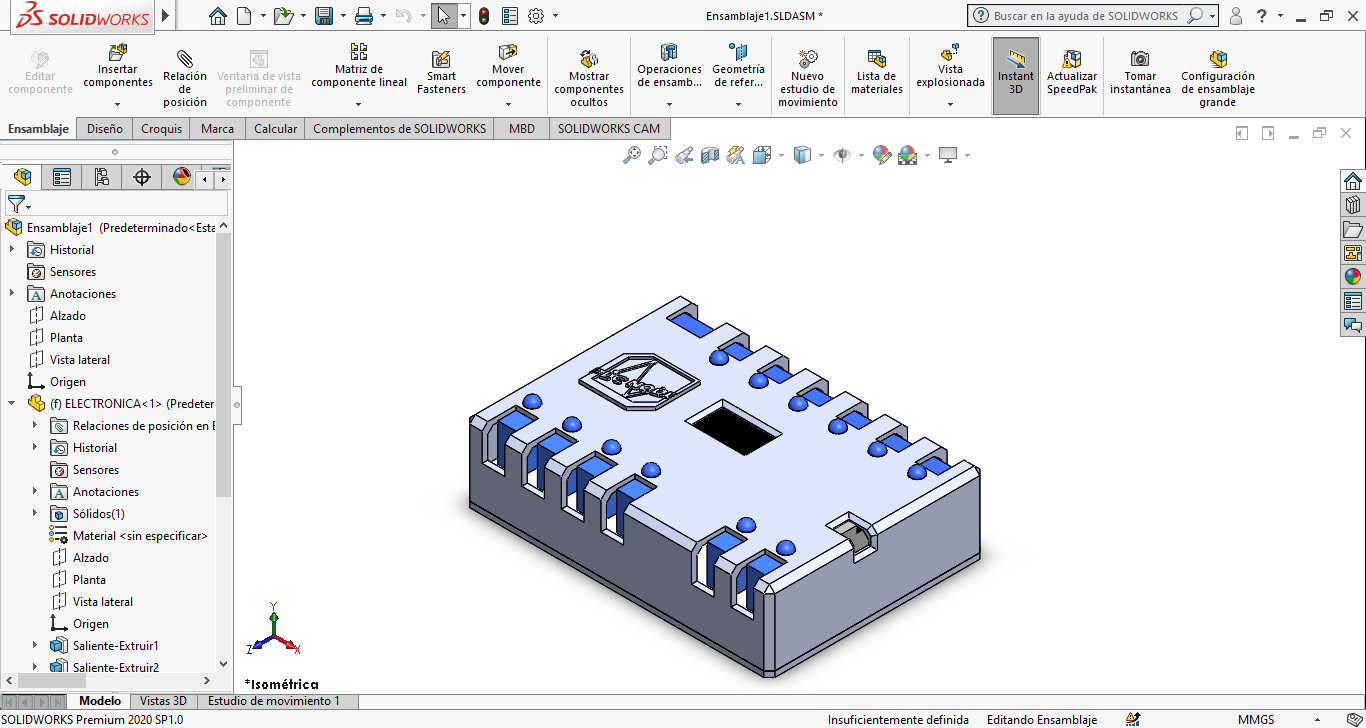 SOLIDWORKS
Ensamblaje1.SLDASM *
Buscar en la ayuda de SOLIDWORKS
?
Editar
componente
Insertar
componentes
Relación
de
posición
Ventana de vista
preliminar de
componente
Matriz de
componente lineal
Smart
Fasteners
Mover
componente
Mostrar
componentes
ocultos
Operaciones
de ensamb...
Geometría
de refer...
Nuevo
estudio de
movimiento
Lista de
materiales
Vista
explosionada
Instant
3D
Actualizar
SpeedPak
Tomar
instantánea
Configuración
de ensamblaje
grande
Ensamblaje
Diseño
Croquis
Marca
Calcular
Complementos de SOLIDWORKS
MBD
SOLIDWORKS CAM
Ensamblaje1 (Predeterminado<Esta
Historial
Sensores
Anotaciones
Alzado
Planta
Vista lateral
Origen
(f) ELECTRONICA<1> (Predeter
Relaciones de posición en E
Historial
Sensores
Anotaciones
Sólidos(1)
Material <sin especificar>
Alzado
Planta
Vista lateral
Origen
Saliente-Extruir1
Saliente-Extruir2
Y
Z
X
*Isométrica
Modelo
Vistas 3D
Estudio de movimiento 1
SOLIDWORKS Premium 2020 SP1.0
Insuficientemente definida
Editando Ensamblaje
MMGS